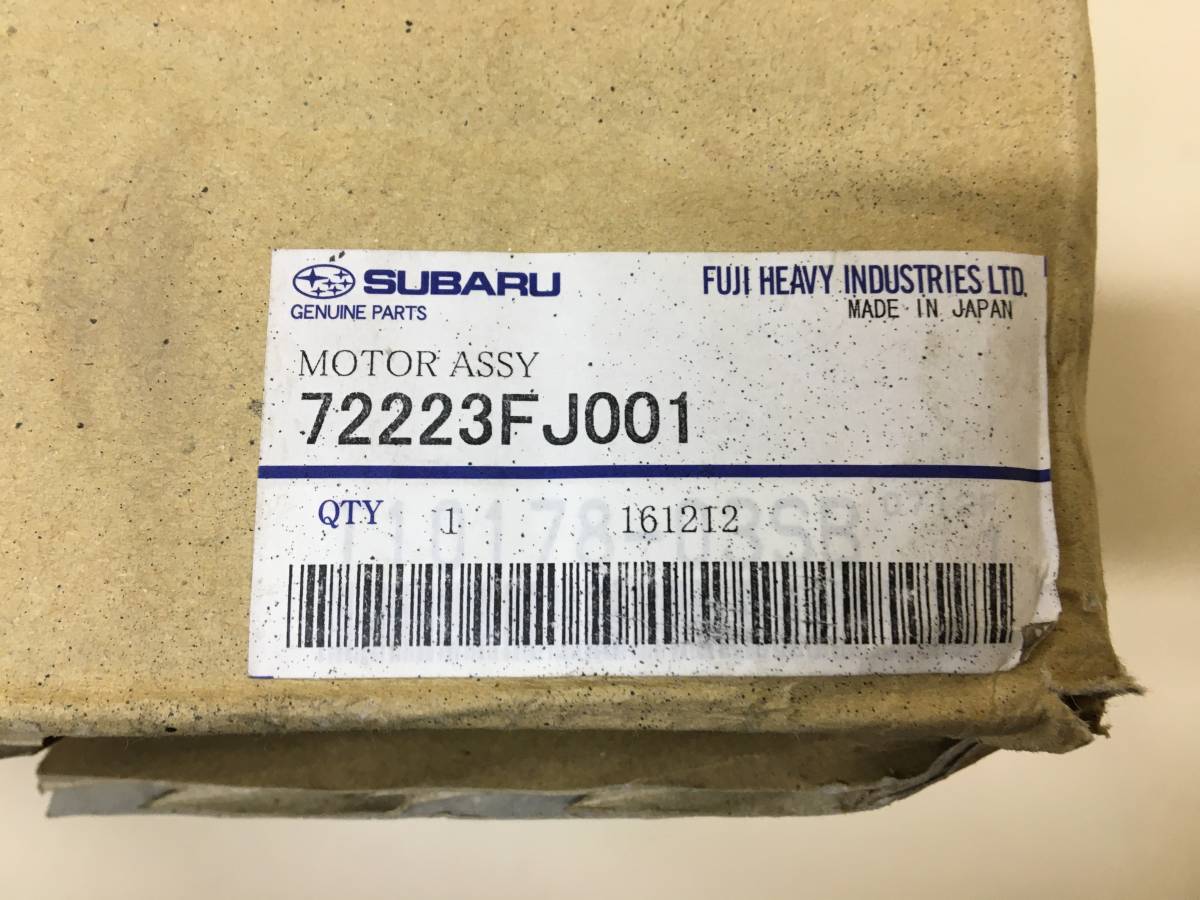 SUBARU FUJI HEAVY INDUSTRIES LTD.
GENUINE PARTS MADE IN JAPAN
MOTOR ASSY
72223FJ001
QTY 1 161212